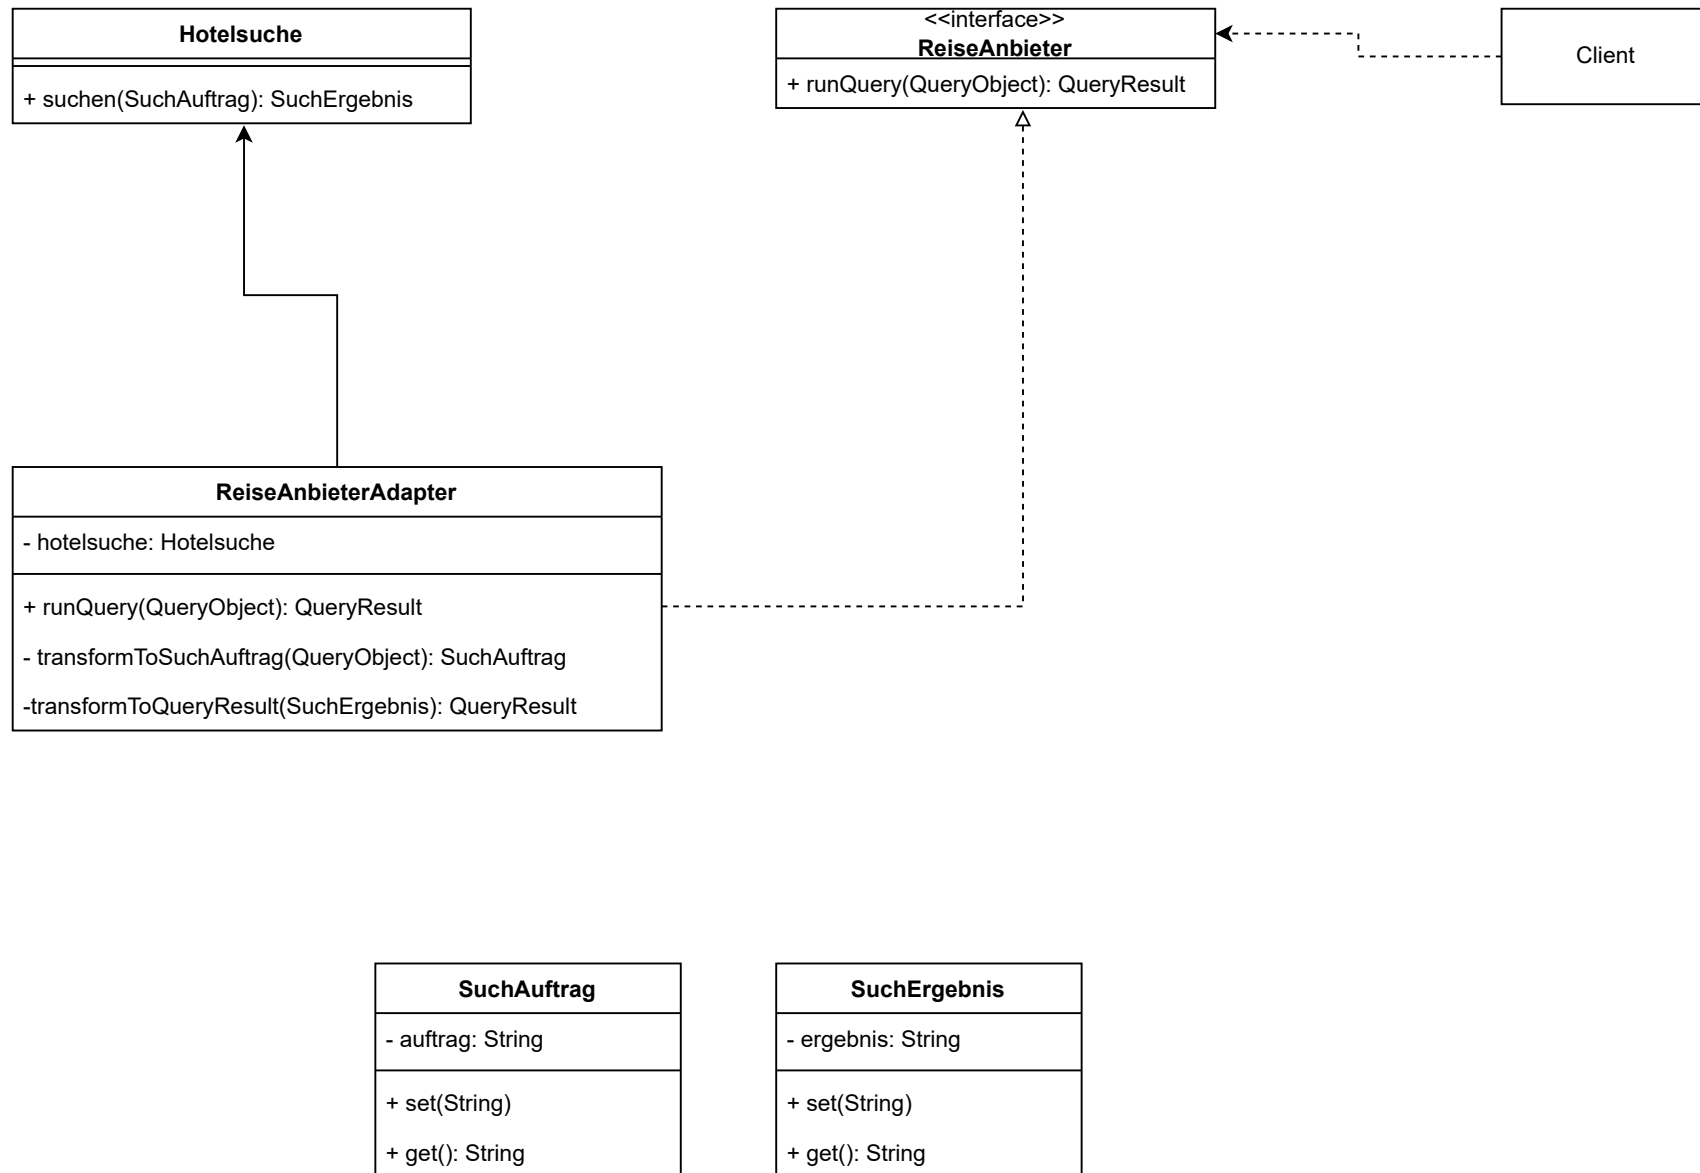 Hotelsuche
+ suchen(SuchAuftrag): SuchErgebnis
<<interface>>
ReiseAnbieter
+ runQuery(QueryObject): QueryResult
Client
ReiseAnbieterAdapter
- hotelsuche: Hotelsuche
+ runQuery(QueryObject): QueryResult
- transformToSuchAuftrag(QueryObject): SuchAuftrag
-transformToQueryResult(SuchErgebnis): QueryResult
SuchAuftrag
- auftrag: String
+ set(String)
+ get(): String
SuchErgebnis
- ergebnis: String
+ set(String)
+ get(): String